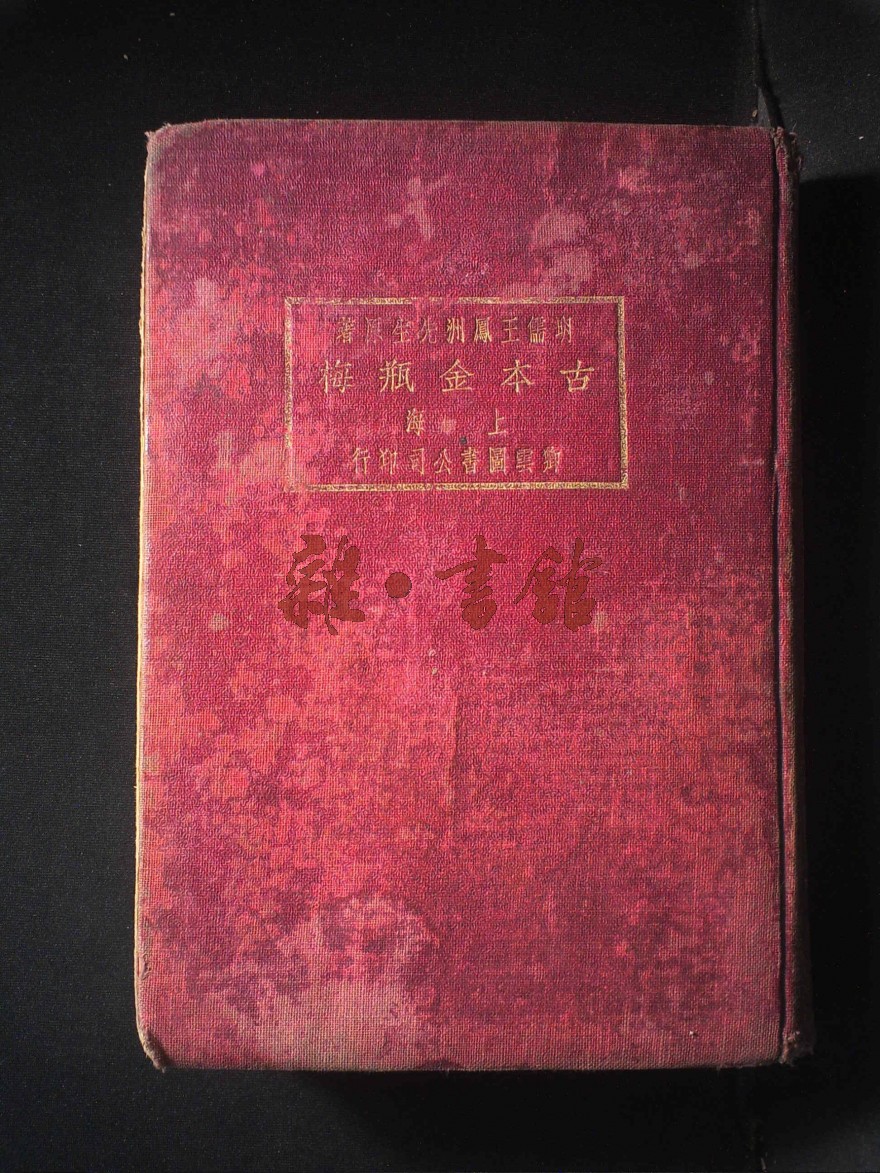 明儒王鳳洲先生原著
古本金瓶梅
上海
卿雲圖書公司印行
雜·書館